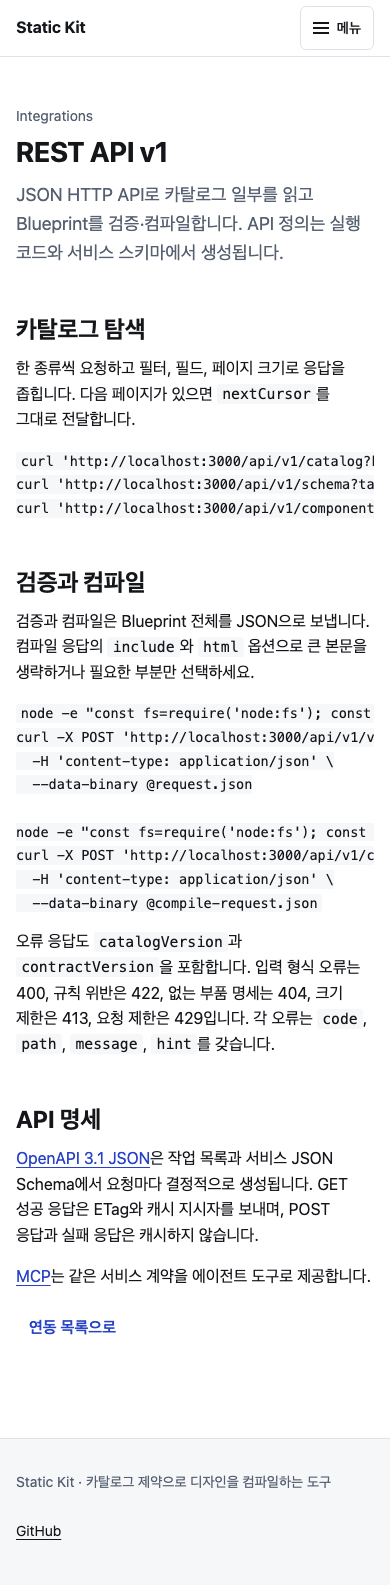 Static Kit
메뉴
Integrations
REST API v1
JSON HTTP API로 카탈로그 일부를 읽고
Blueprint를 검증·컴파일합니다. API 정의는 실행
코드와 서비스 스키마에서 생성됩니다.
카탈로그 탐색
한 종류씩 요청하고 필터, 필드, 페이지 크기로 응답을
좁힙니다. 다음 페이지가 있으면 nextCursor 를
그대로 전달합니다.
curl 'http://localhost:3000/api/v1/catalog?
curl 'http://localhost:3000/api/v1/schema?ta
curl 'http://localhost:3000/api/v1/component
검증과 컴파일
검증과 컴파일은 Blueprint 전체를 JSON으로 보냅니다.
컴파일 응답의 include 와 html 옵션으로 큰 본문을
생략하거나 필요한 부분만 선택하세요.
node -e "const fs=require('node:fs'); const
curl -X POST 'http://localhost:3000/api/v1/v
-H 'content-type: application/json' \
--data-binary @request.json
node -e "const fs=require('node:fs'); const
curl -X POST 'http://localhost:3000/api/v1/c
-H 'content-type: application/json' \
--data-binary @compile-request.json
오류 응답도 catalogVersion 과
contractVersion 을 포함합니다. 입력 형식 오류는
400, 규칙 위반은 422, 없는 부품 명세는 404, 크기
제한은 413, 요청 제한은 429입니다. 각 오류는 code ,
path , message , hint 를 갖습니다.
API 명세
OpenAPI 3.1 JSON은 작업 목록과 서비스 JSON
Schema에서 요청마다 결정적으로 생성됩니다. GET
성공 응답은 ETag와 캐시 지시자를 보내며, POST
응답과 실패 응답은 캐시하지 않습니다.
MCP는 같은 서비스 계약을 에이전트 도구로 제공합니다.
연동 목록으로
Static Kit · 카탈로그 제약으로 디자인을 컴파일하는 도구
GitHub